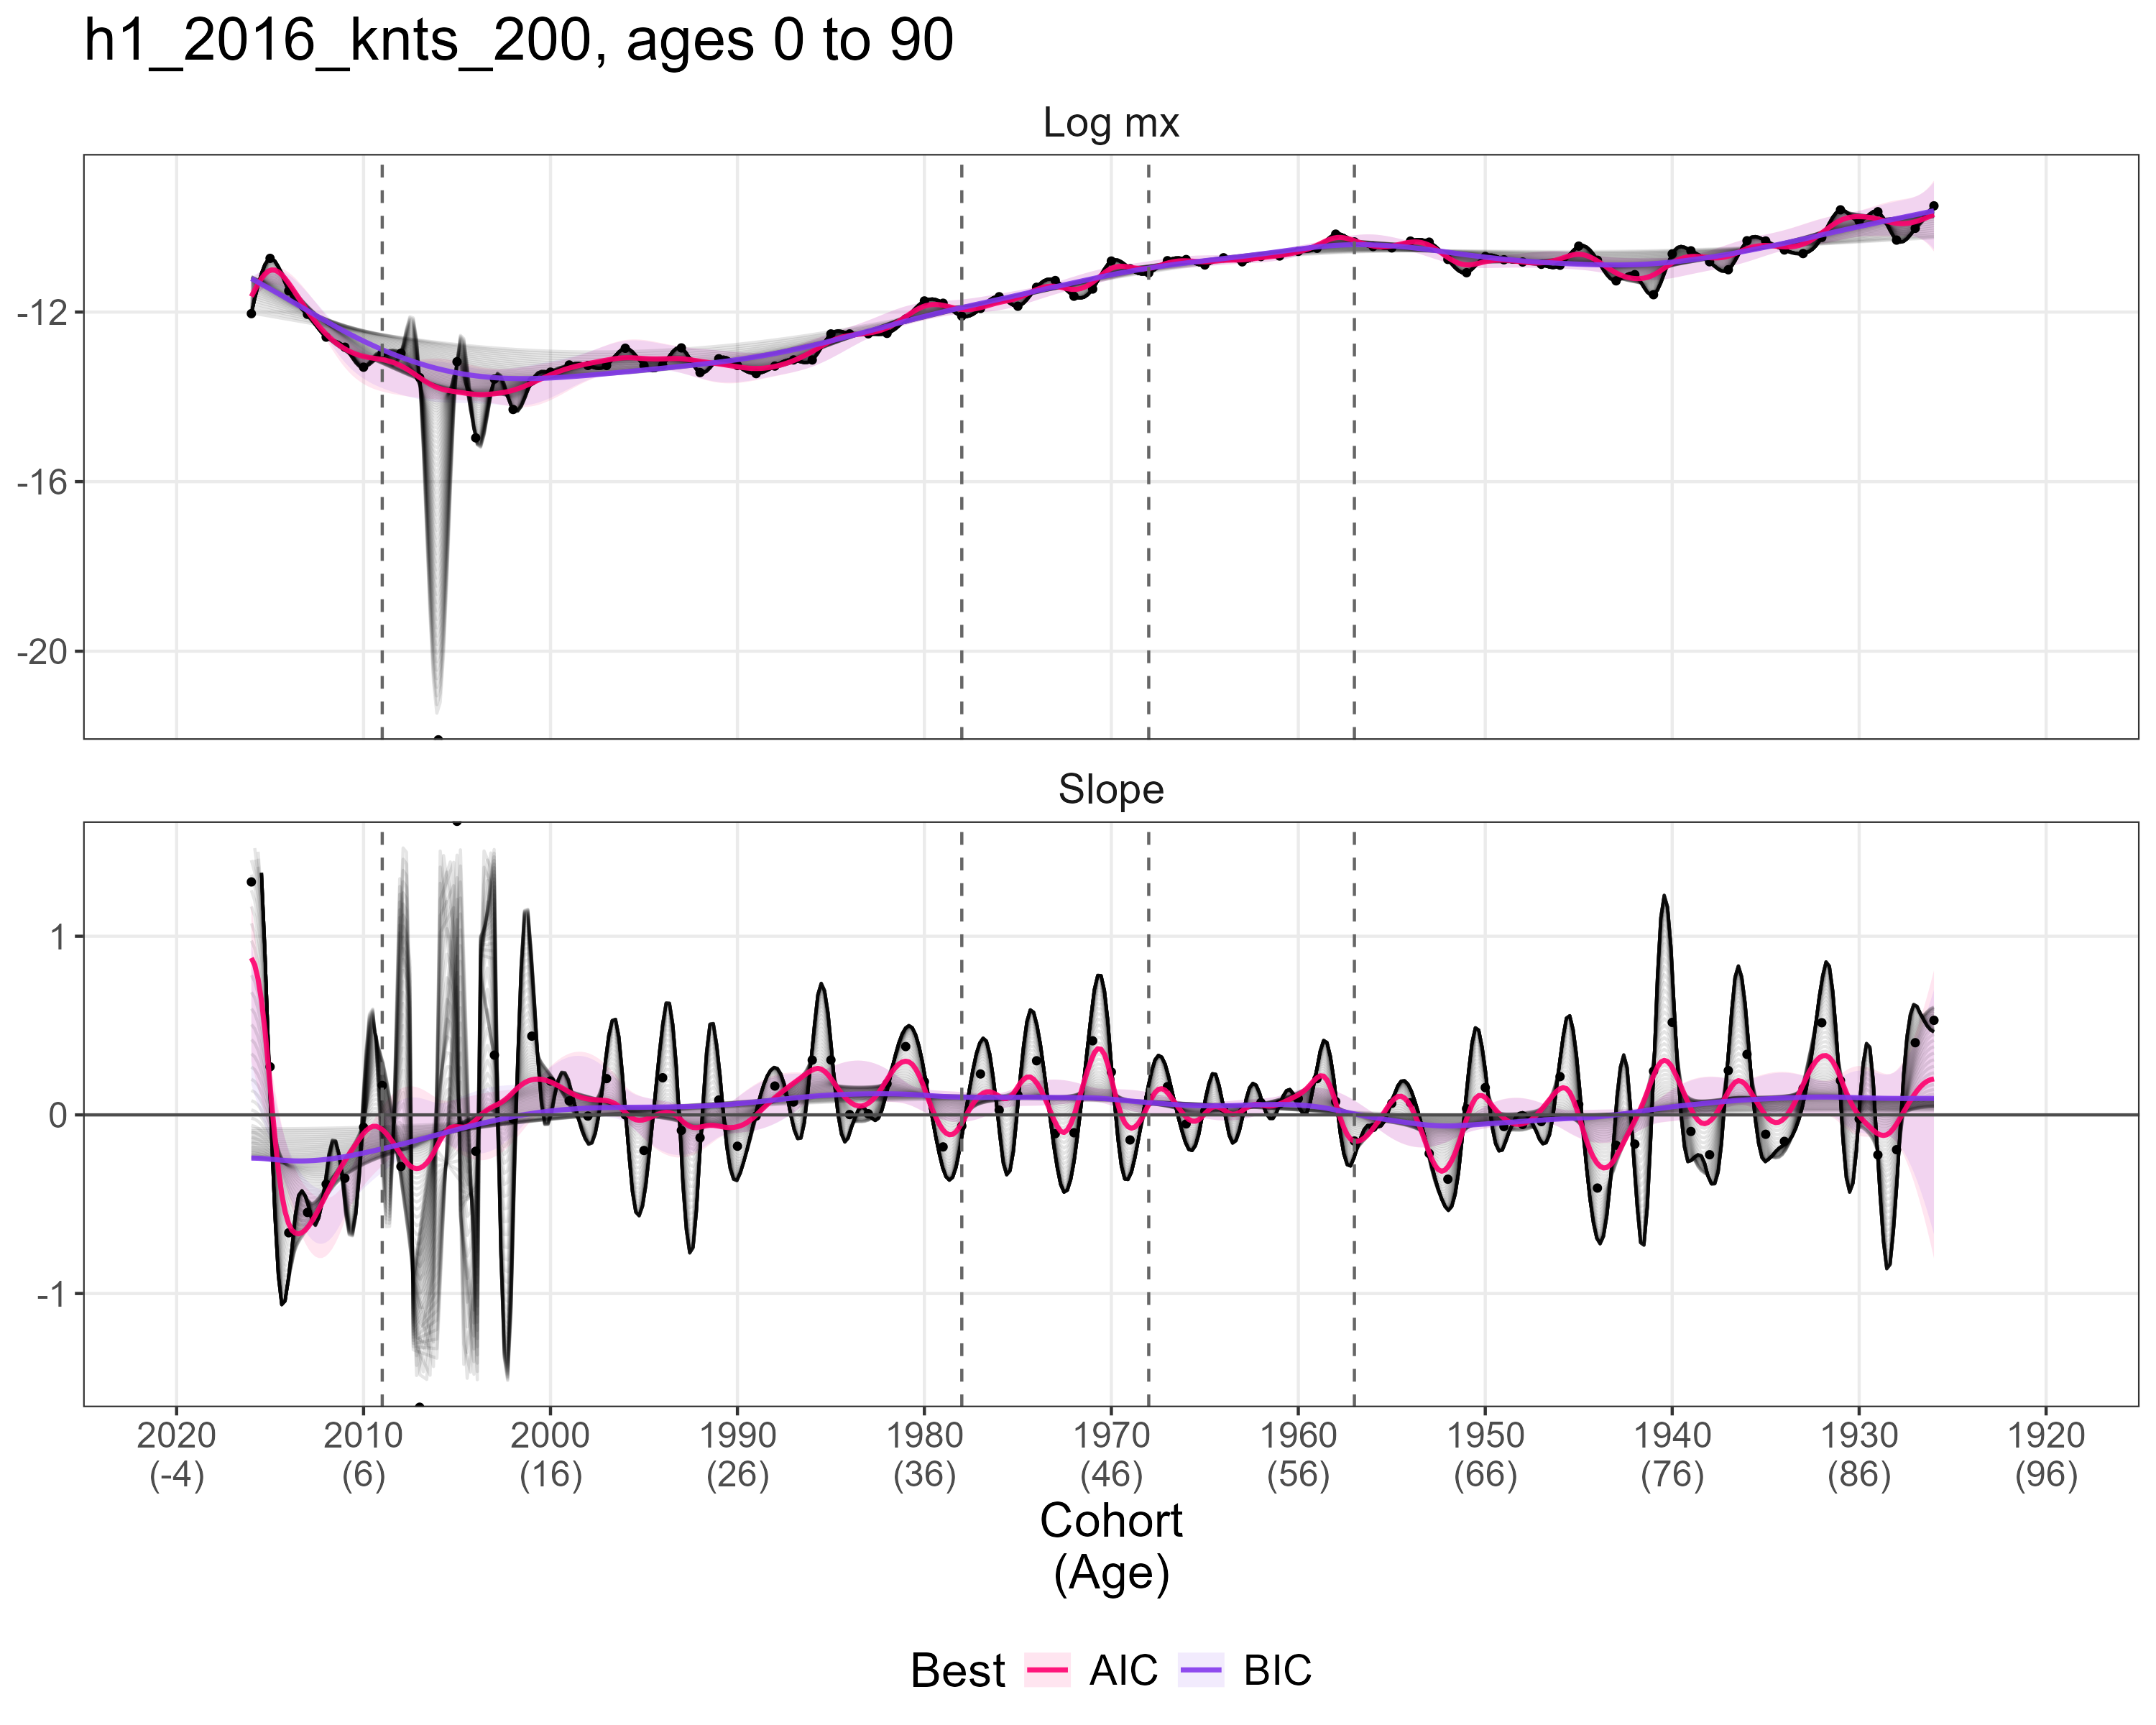 h1_2016_knts_200, ages 0 to 90
Log mx
-12
-16
-20
Slope
1
0
-1
2020 2010 2000 1990 1980 1970 1960 1950 1940 1930 1920
(-4) (6) (16) (26) (36) (46) (56) (66) (76) (86) (96)
Cohort
(Age)
Best AIC BIC